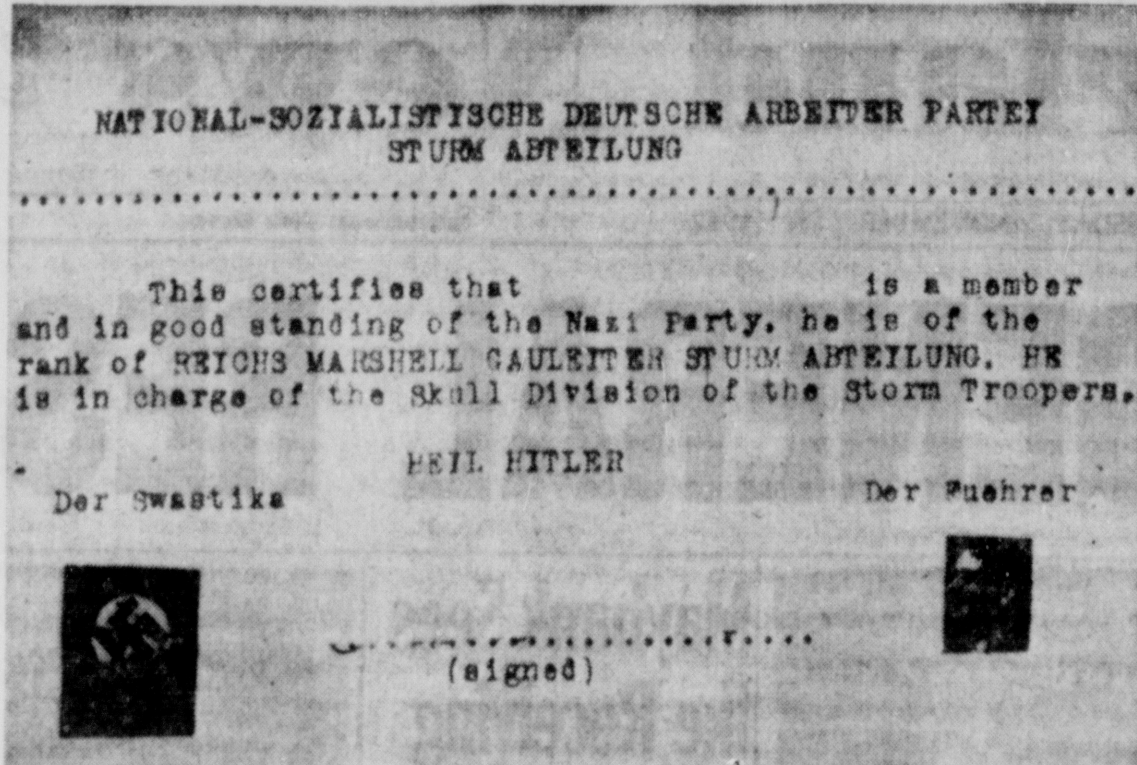 NATIONAL-SOZIALISTISCHE DEUTSCHE ARBEITER PARTEI
STURM ABTEILUNG
This certifies that is a member
and in good standing of the Nazi Party. he is of the
rank of REICHS MARSHELL GAULEITER STURM ABTEILUNG. HE
is in charge of the Skull Division of the Storm Troopers.
HEIL HITLER
Der Swastika Der Fuehrer
(signed)